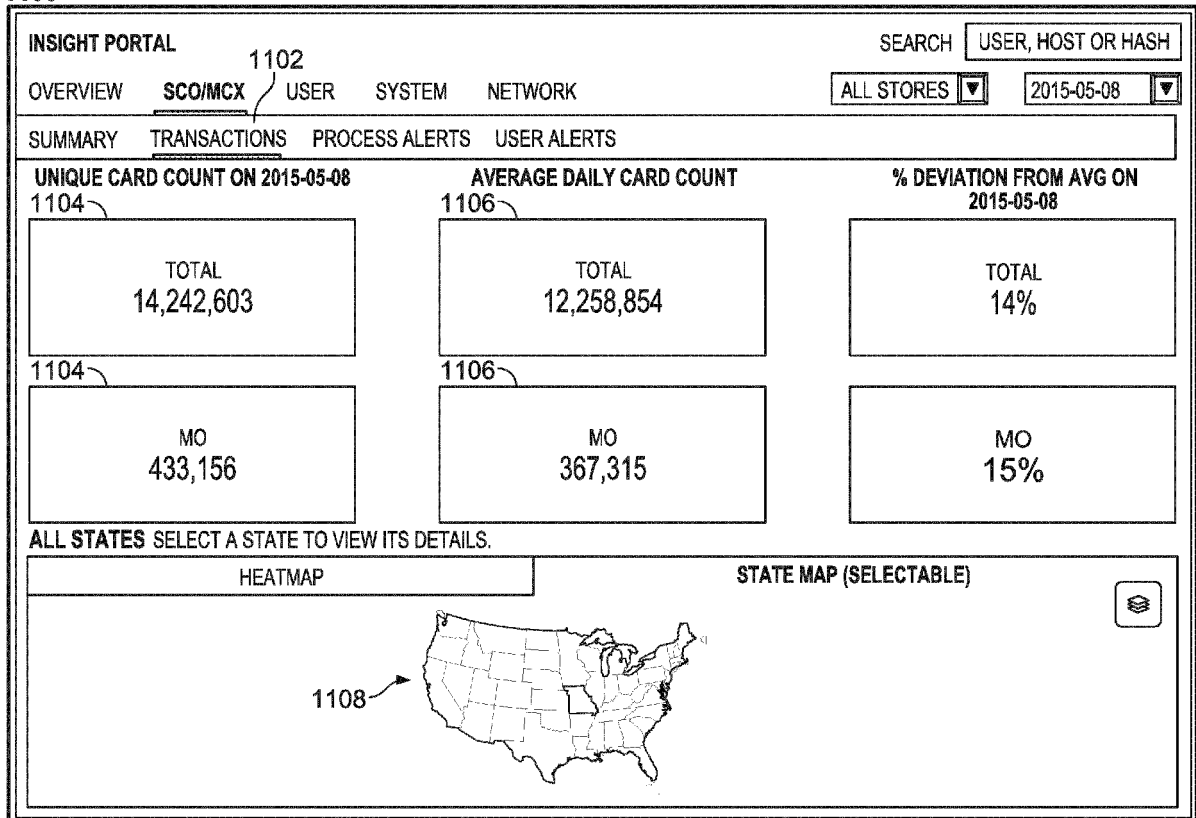 INSIGHT PORTAL
SEARCH USER, HOST OR HASH
1102
OVERVIEW SCO/MCX USER SYSTEM NETWORK ALL STORES 2015-05-08
SUMMARY TRANSACTIONS PROCESS ALERTS USER ALERTS
UNIQUE CARD COUNT ON 2015-05-08
AVERAGE DAILY CARD COUNT
% DEVIATION FROM AVG ON
2015-05-08
1104 1106
TOTAL TOTAL TOTAL
14,242,603 12,258,854 14%
1104 1106
MO MO MO
433,156 367,315 15%
ALL STATES SELECT A STATE TO VIEW ITS DETAILS.
HEATMAP STATE MAP (SELECTABLE)
1108